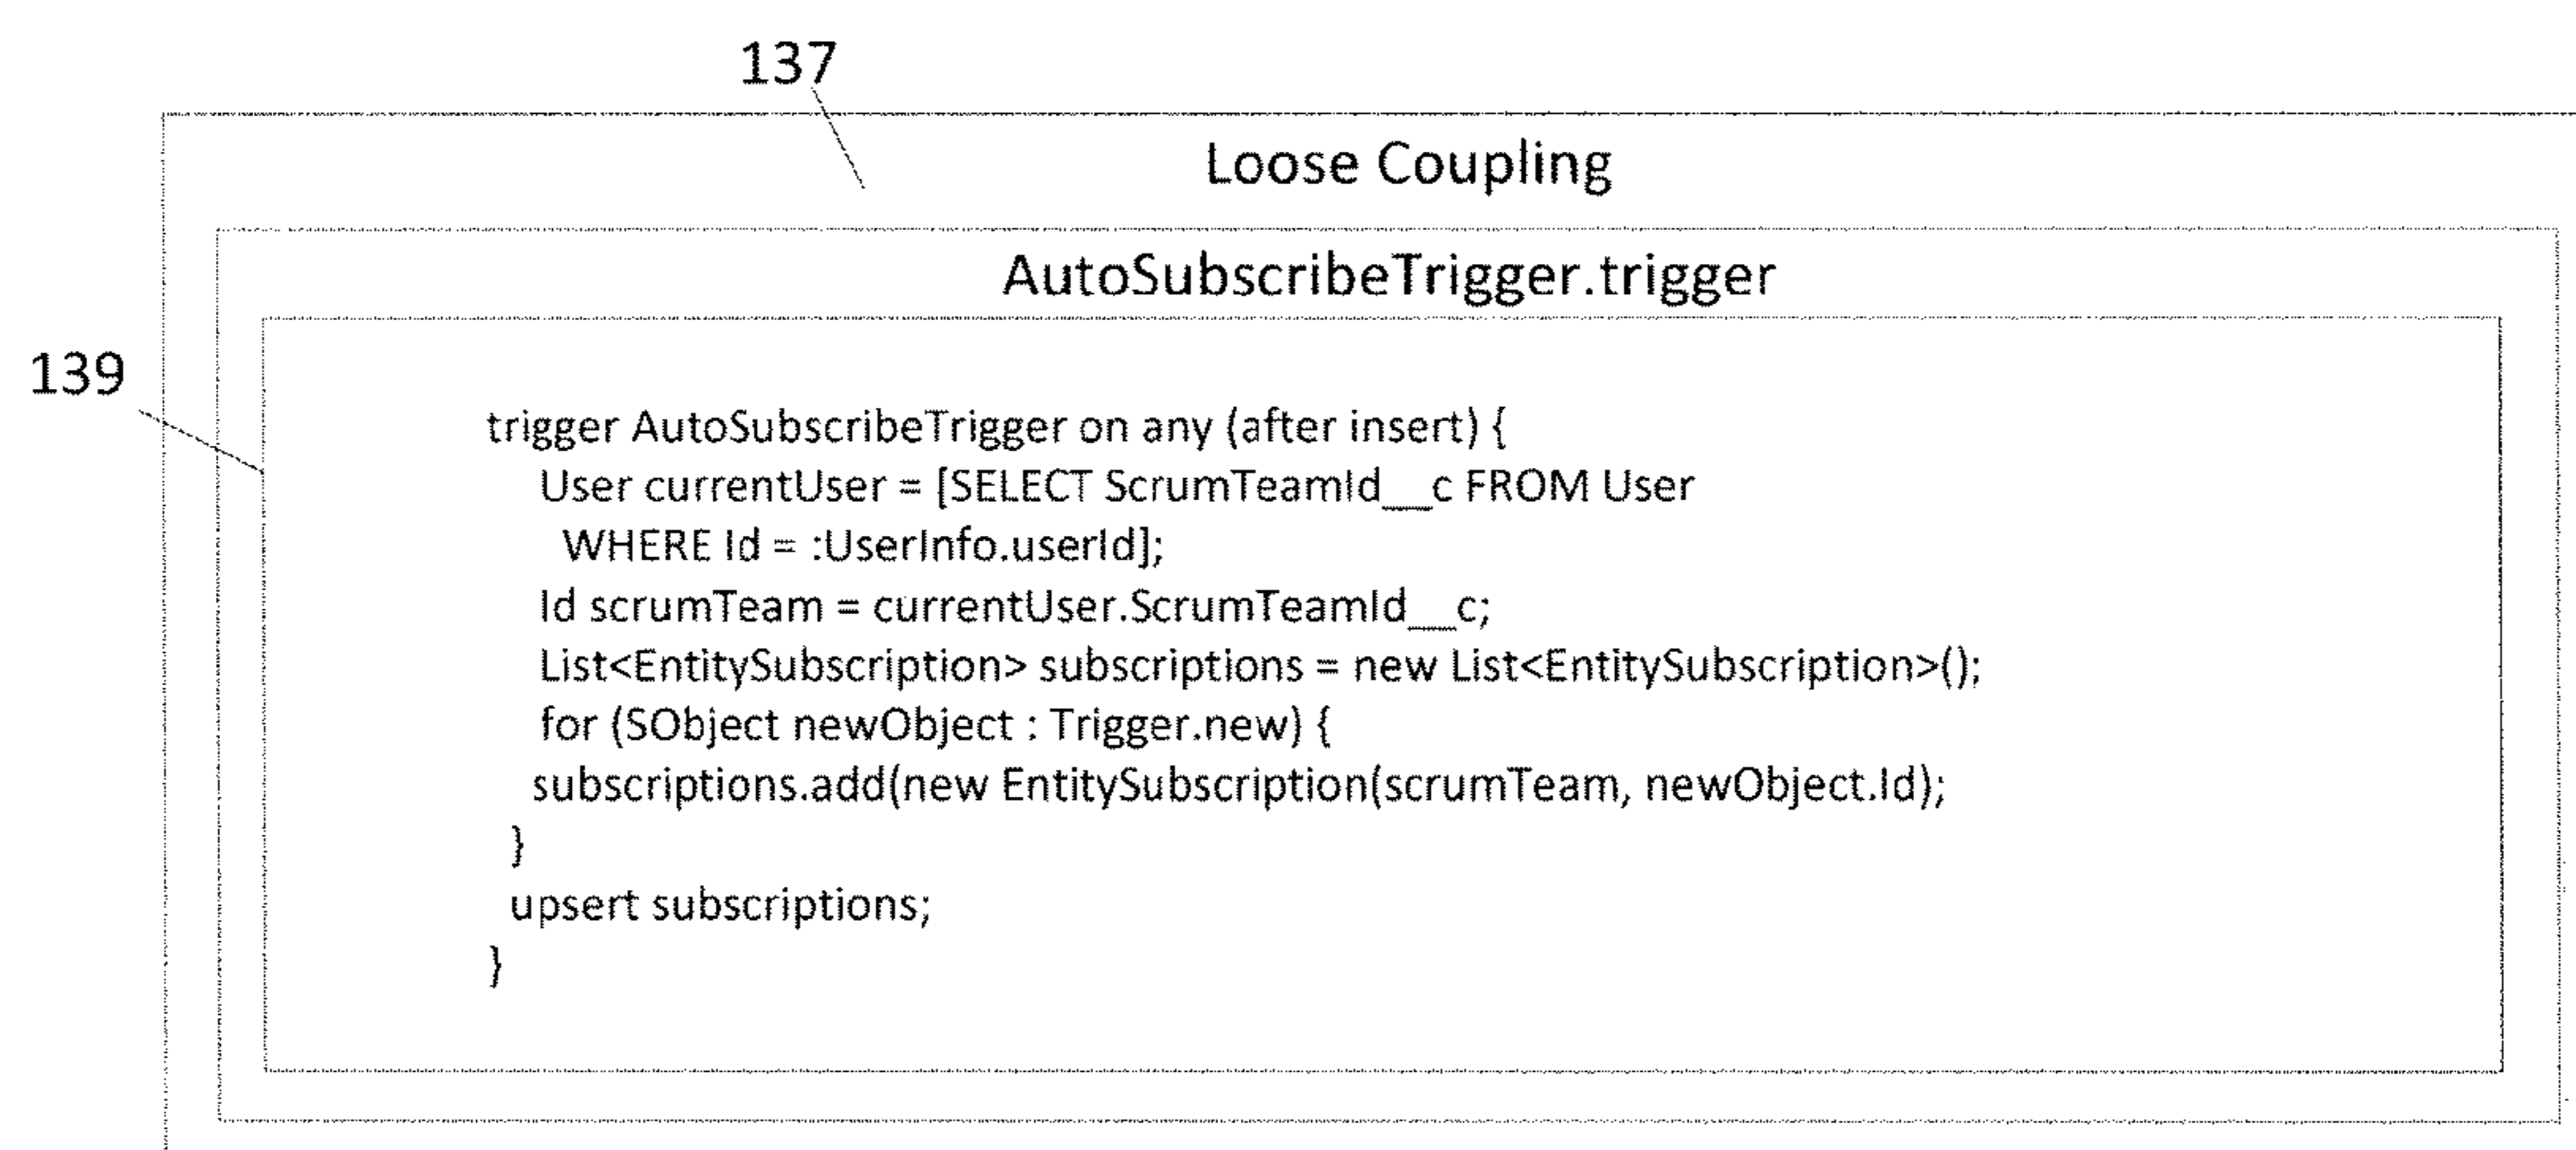 137
Loose Coupling
AutoSubscribeTrigger.trigger
139
trigger AutoSubscribeTrigger on any (after insert) {
User currentUser = [SELECT ScrumTeamId__c FROM User
WHERE Id = :UserInfo.userId];
Id scrumTeam = currentUser.ScrumTeamId__c;
List<EntitySubscription> subscriptions = new List<EntitySubscription>();
for (SObject newObject : Trigger.new) {
subscriptions.add(new EntitySubscription(scrumTeam, newObject.Id);
}
upsert subscriptions;
}